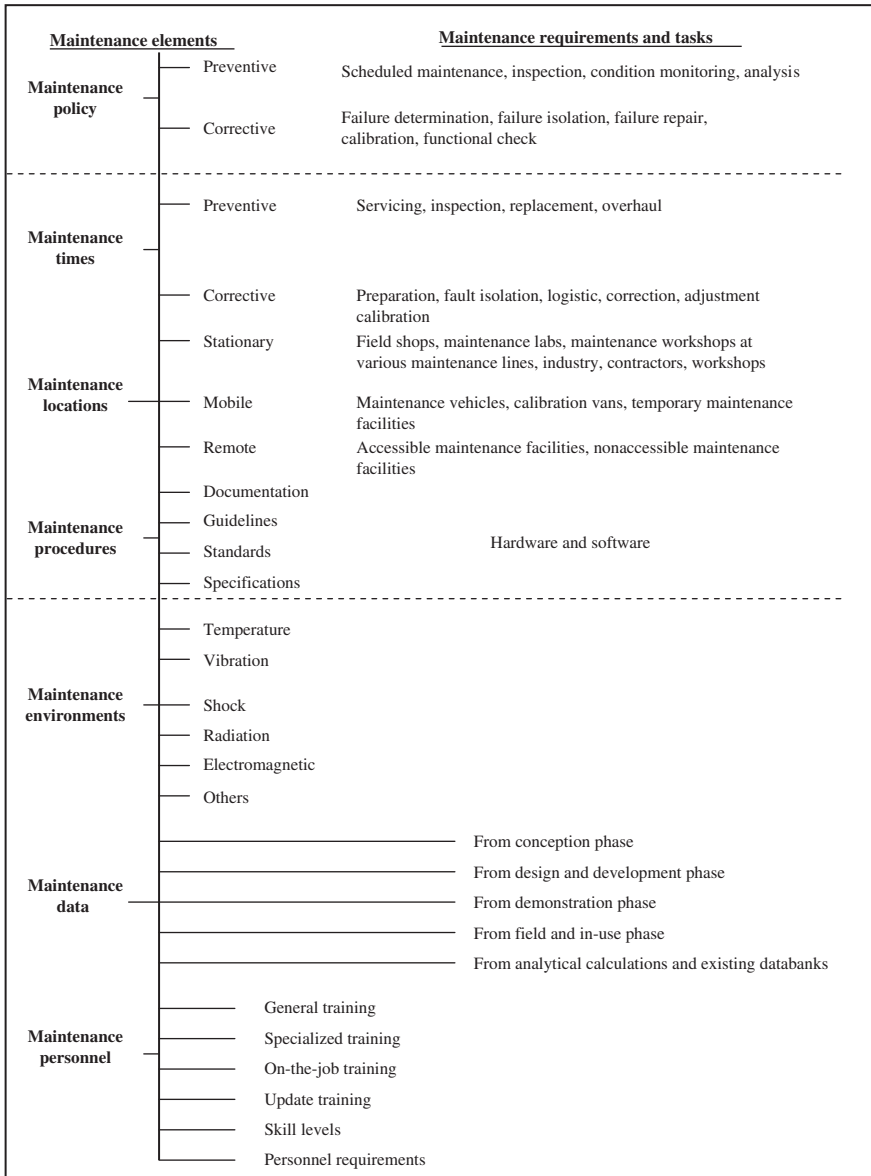 Maintenance elements
Maintenance requirements and tasks
Maintenance
policy
Preventive
Scheduled maintenance, inspection, condition monitoring, analysis
Corrective
Failure determination, failure isolation, failure repair,
calibration, functional check
Maintenance
times
Preventive
Servicing, inspection, replacement, overhaul
Corrective
Preparation, fault isolation, logistic, correction, adjustment
calibration
Maintenance
locations
Stationary
Field shops, maintenance labs, maintenance workshops at
various maintenance lines, industry, contractors, workshops
Mobile
Maintenance vehicles, calibration vans, temporary maintenance
facilities
Remote
Accessible maintenance facilities, nonaccessible maintenance
facilities
Maintenance
procedures
Documentation
Guidelines
Standards
Specifications
Hardware and software
Maintenance
environments
Temperature
Vibration
Shock
Radiation
Electromagnetic
Others
Maintenance
data
From conception phase
From design and development phase
From demonstration phase
From field and in-use phase
From analytical calculations and existing databanks
Maintenance
personnel
General training
Specialized training
On-the-job training
Update training
Skill levels
Personnel requirements